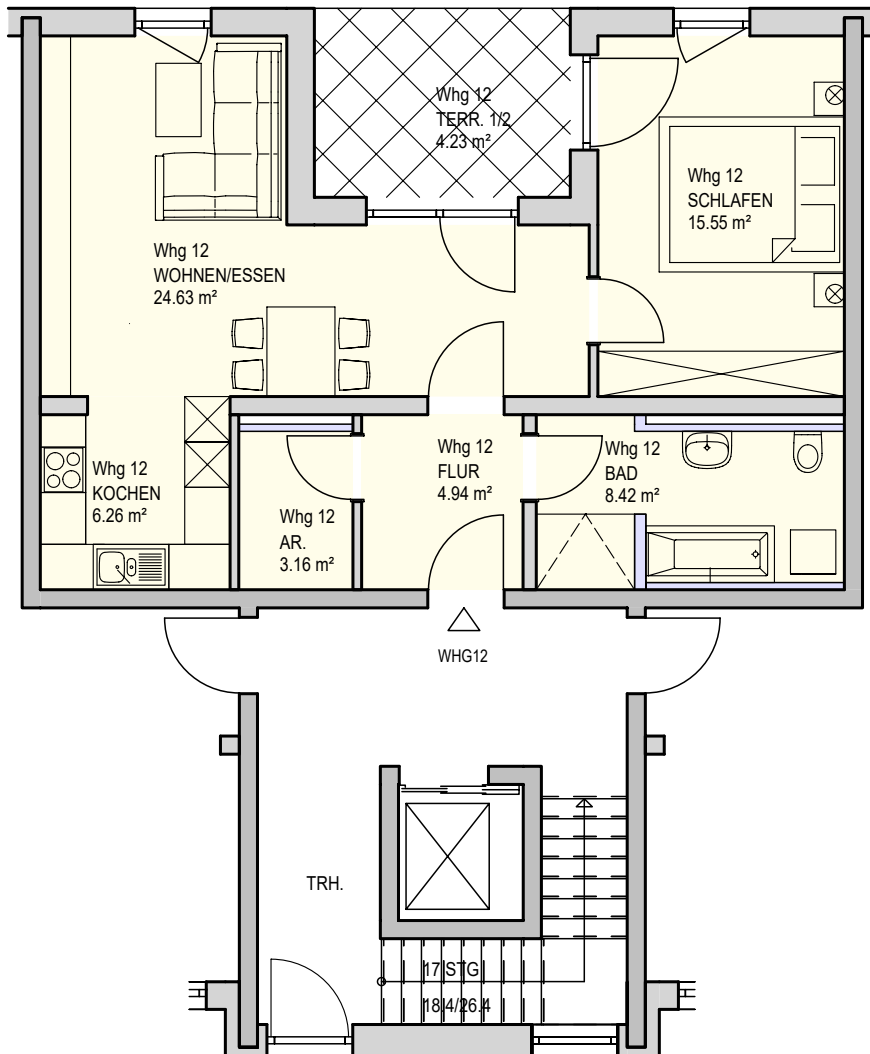 Whg 12
TERR. 1/2
4.23 m²
Whg 12
SCHLAFEN
15.55 m²
Whg 12
WOHNEN/ESSEN
24.63 m²
Whg 12
KOCHEN
6.26 m²
Whg 12
AR.
3.16 m²
Whg 12
FLUR
4.94 m²
Whg 12
BAD
8.42 m²
WHG12
TRH.
17 STG
18.4/26.4